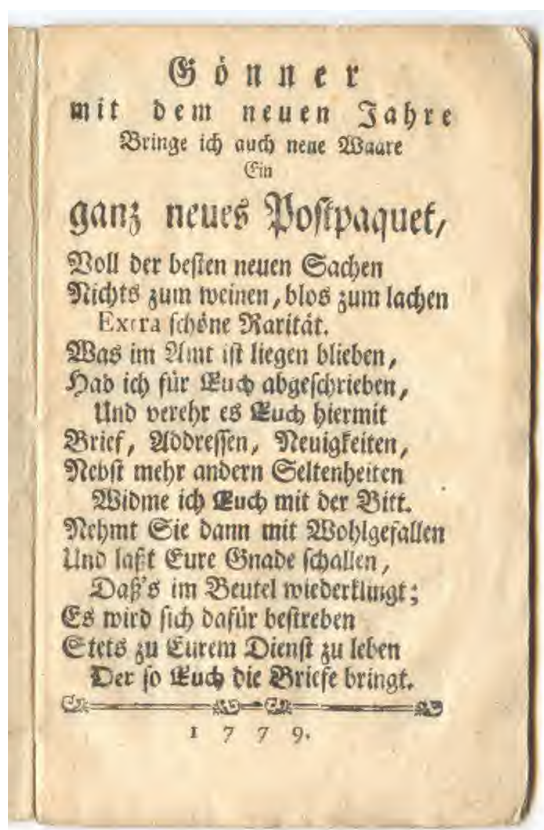 Gönner
mit dem neuen Jahre
Bringe ich auch neue Waare
Ein
ganz neues Postpaquet,
Voll der besten neuen Sachen
Nichts zum weinen, blos zum lachen
Extra schöne Rarität.
Was im Amt ist liegen blieben,
Hab ich für Euch abgeschrieben,
Und verehr es Euch hiermit
Brief, Addressen, Neuigkeiten,
Nebst mehr andern Seltenheiten
Widme ich Euch mit der Bitt.
Nehmt Sie dann mit Wohlgefallen
Und laßt Eure Gnade schallen,
Daß's im Beutel wiederklingt;
Es wird sich dafür bestreben
Stets zu Eurem Dienst zu leben
Der so Euch die Briefe bringt.
1779.